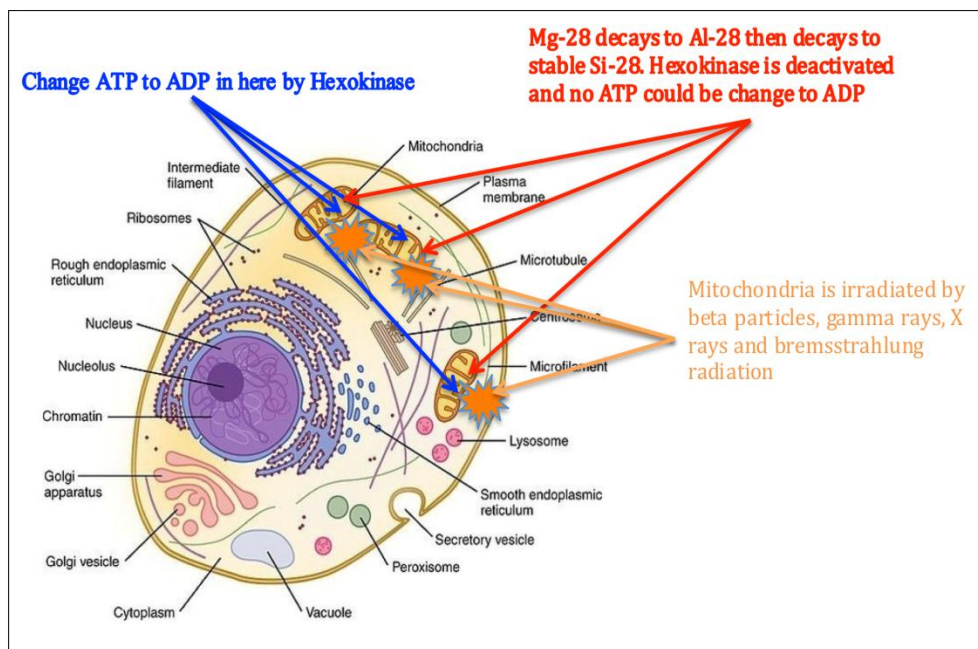 Mg-28 decays to Al-28 then decays to
stable Si-28. Hexokinase is deactivated
and no ATP could be change to ADP
Change ATP to ADP in here by Hexokinase
Mitochondria
Intermediate
filament
Plasma
membrane
Ribosomes
Rough endoplasmic
reticulum
Microtubule
Nucleus
Centrosome
Mitochondria is irradiated by
beta particles, gamma rays, X
rays and bremsstrahlung
radiation
Nucleolus
Microfilament
Chromatin
Lysosome
Golgi
apparatus
Smooth endoplasmic
reticulum
Golgi vesicle
Secretory vesicle
Peroxisome
Cytoplasm
Vacuole